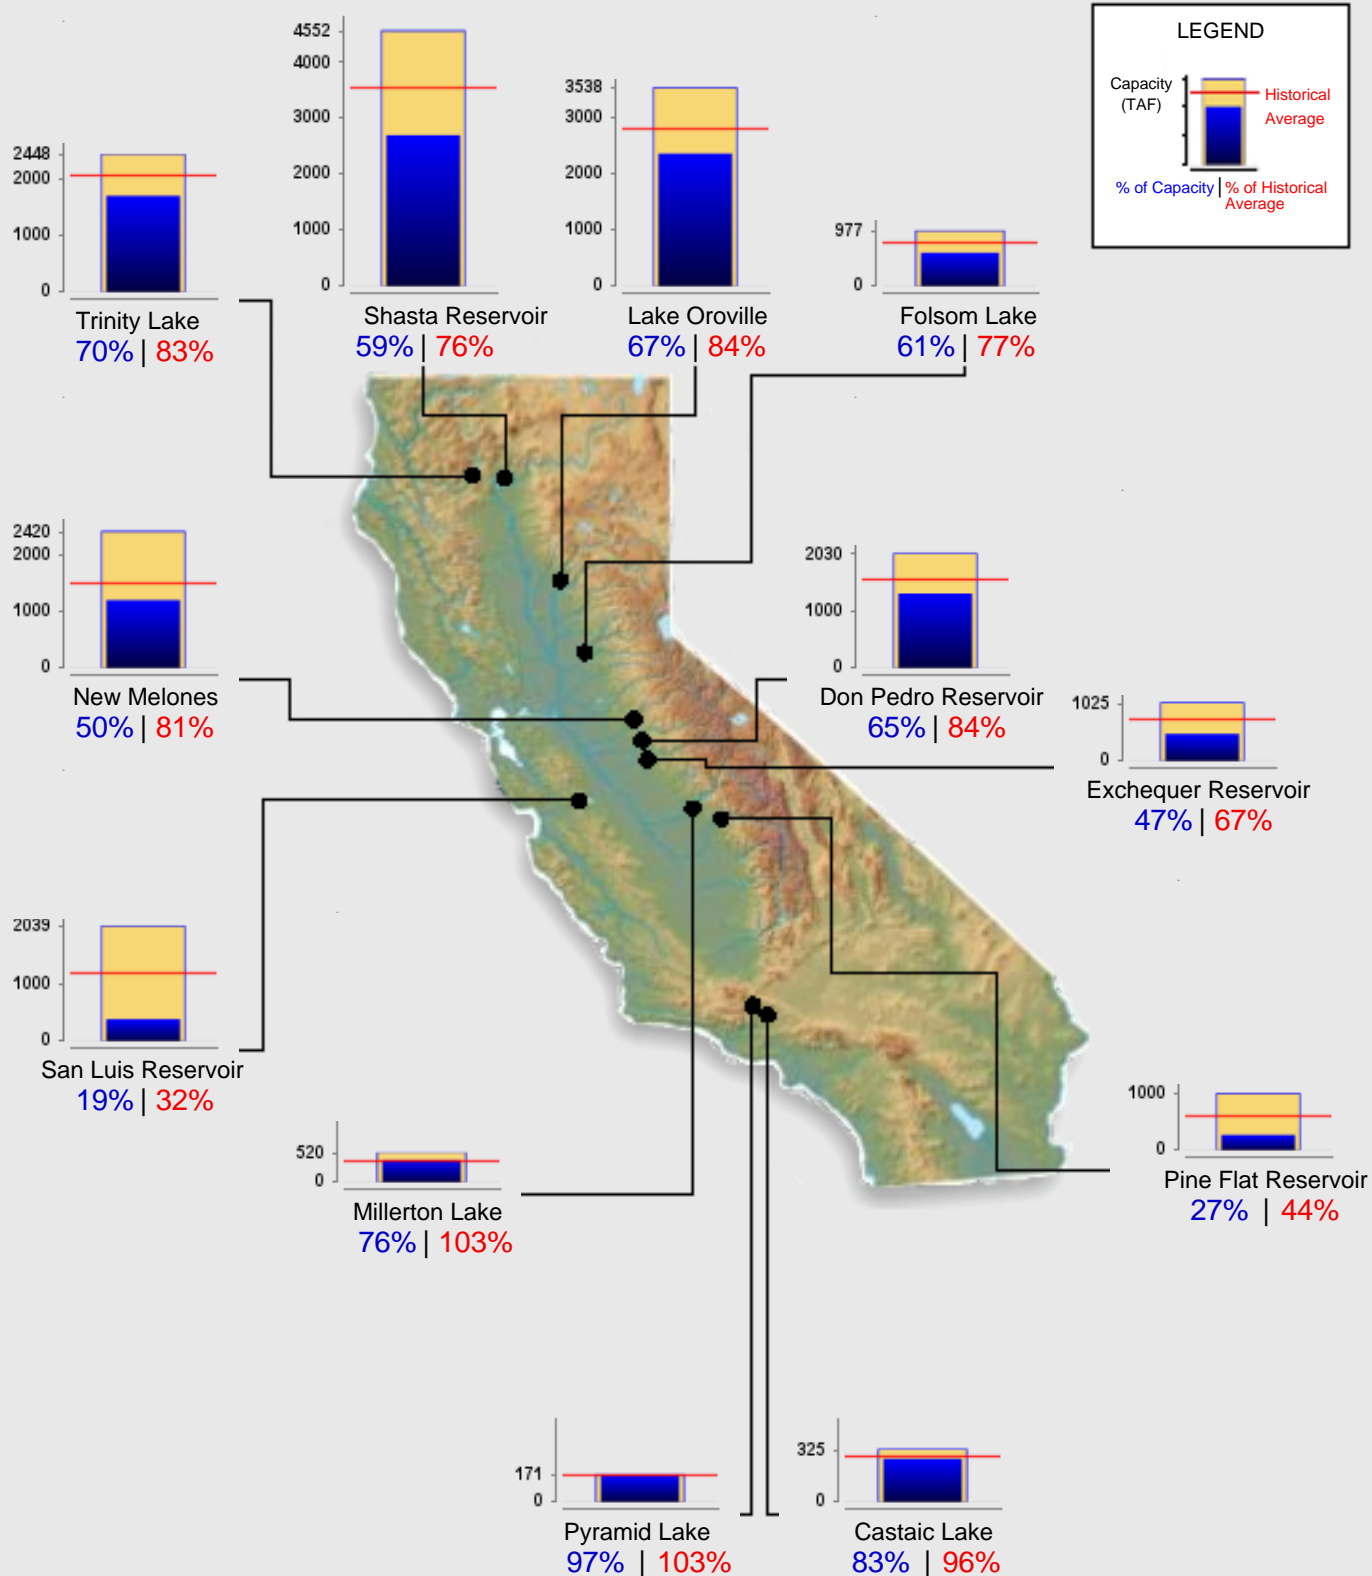 LEGEND
Capacity
(TAF)
Historical
Average
% of Capacity | % of Historical
Average
2448
2000
1000
0
Trinity Lake
70% | 83%
4552
4000
3000
2000
1000
0
Shasta Reservoir
59% | 76%
3538
3000
2000
1000
0
Lake Oroville
67% | 84%
977
0
Folsom Lake
61% | 77%
2420
2000
1000
0
New Melones
50% | 81%
2030
1000
0
Don Pedro Reservoir
65% | 84%
1025
0
Exchequer Reservoir
47% | 67%
2039
1000
0
San Luis Reservoir
19% | 32%
520
0
Millerton Lake
76% | 103%
1000
0
Pine Flat Reservoir
27% | 44%
171
0
Pyramid Lake
97% | 103%
325
0
Castaic Lake
83% | 96%